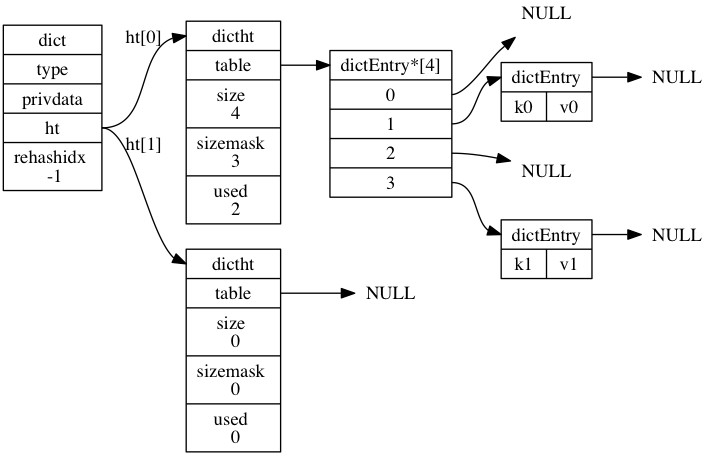 dict
type
privdata
ht
rehashidx
-1
ht[0]
ht[1]
dictht
table
size
4
sizemask
3
used
2
dictht
table
size
0
sizemask
0
used
0
dictEntry*[4]
0
1
2
3
NULL
dictEntry
k0 v0
NULL
NULL
dictEntry
k1 v1
NULL
NULL